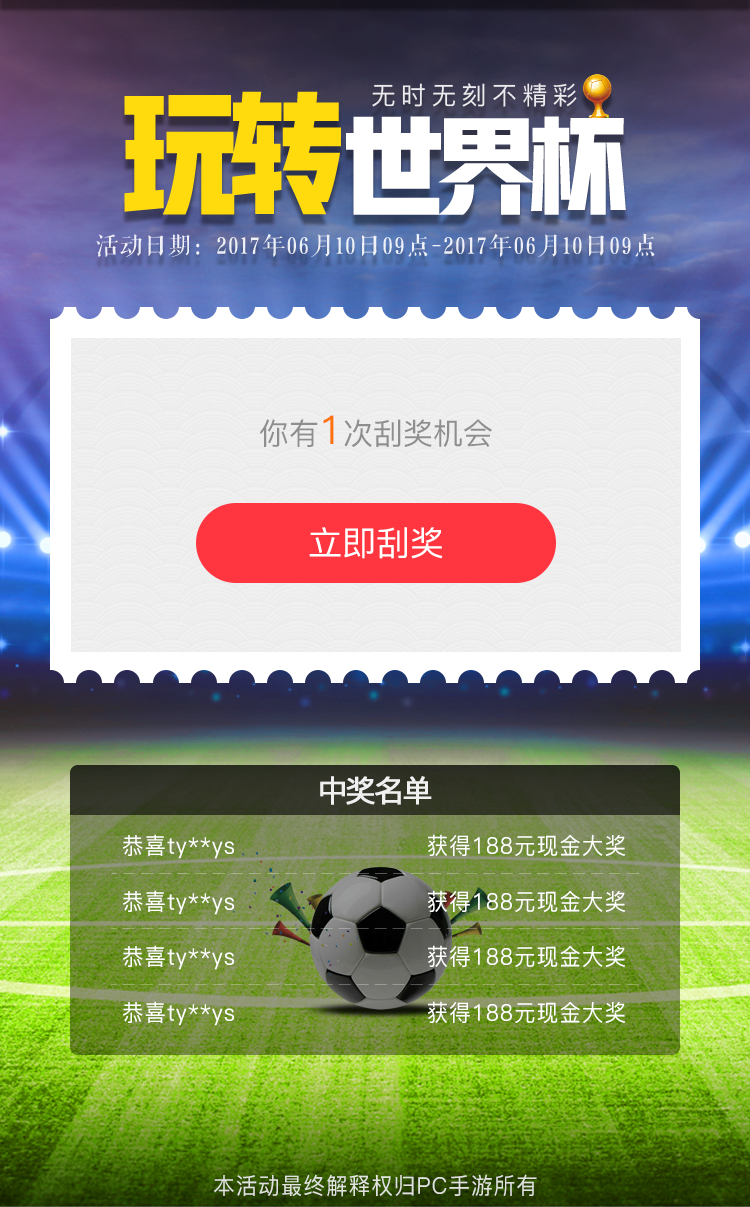 无时无刻不精彩
玩转世界杯
活动日期：2017年06月10日09点-2017年06月10日09点
你有1次刮奖机会
立即刮奖
中奖名单
恭喜ty**ys 获得188元现金大奖
恭喜ty**ys 获得188元现金大奖
恭喜ty**ys 获得188元现金大奖
恭喜ty**ys 获得188元现金大奖
本活动最终解释权归PC手游所有